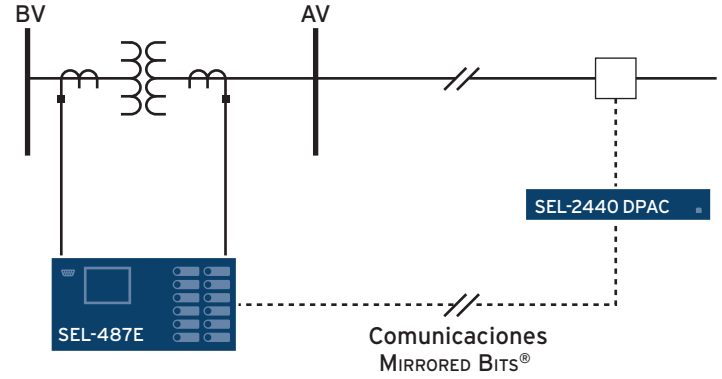 BV
AV
SEL-2440 DPAC
SEL-487E
Comunicaciones
MIRRORED BITS®